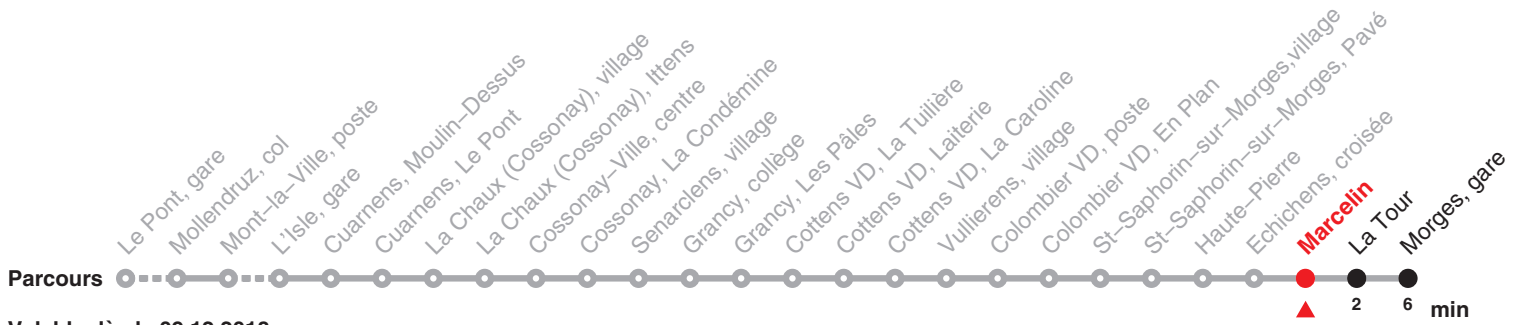 Le Pont, gare
Mollendruz, col
Mont–la–Ville, poste
L'Isle, gare
Cuarnens, Moulin–Dessus
Cuarnens, Le Pont
La Chaux (Cossonay), village
La Chaux (Cossonay), Ittens
Cossonay–Ville, centre
Cossonay, La Condémine
Senarclens, village
Grancy, collège
Grancy, Les Pâles
Cottens VD, La Tuilière
Cottens VD, Laiterie
Cottens VD, La Caroline
Vullierens, village
Colombier VD, poste
Colombier VD, En Plan
St–Saphorin–sur–Morges,village
St–Saphorin–sur–Morges, Pavé
Haute–Pierre
Echichens, croisée
Marcelin
La Tour
Morges, gare
Parcours
2 6 min